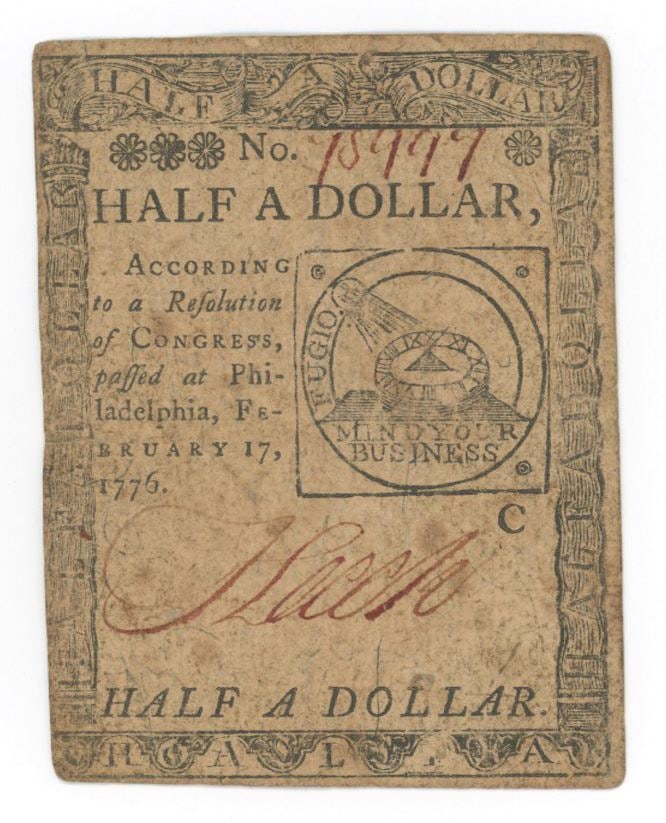 HALF A DOLLAR
No.
HALF A DOLLAR,
ACCORDING
to a Reſolution
of CONGRESS,
paſſed at Phi-
ladelphia, FE-
BRUARY 17,
1776.
FUGIO.
MIND YOUR
BUSINESS
C
HALF A DOLLAR.